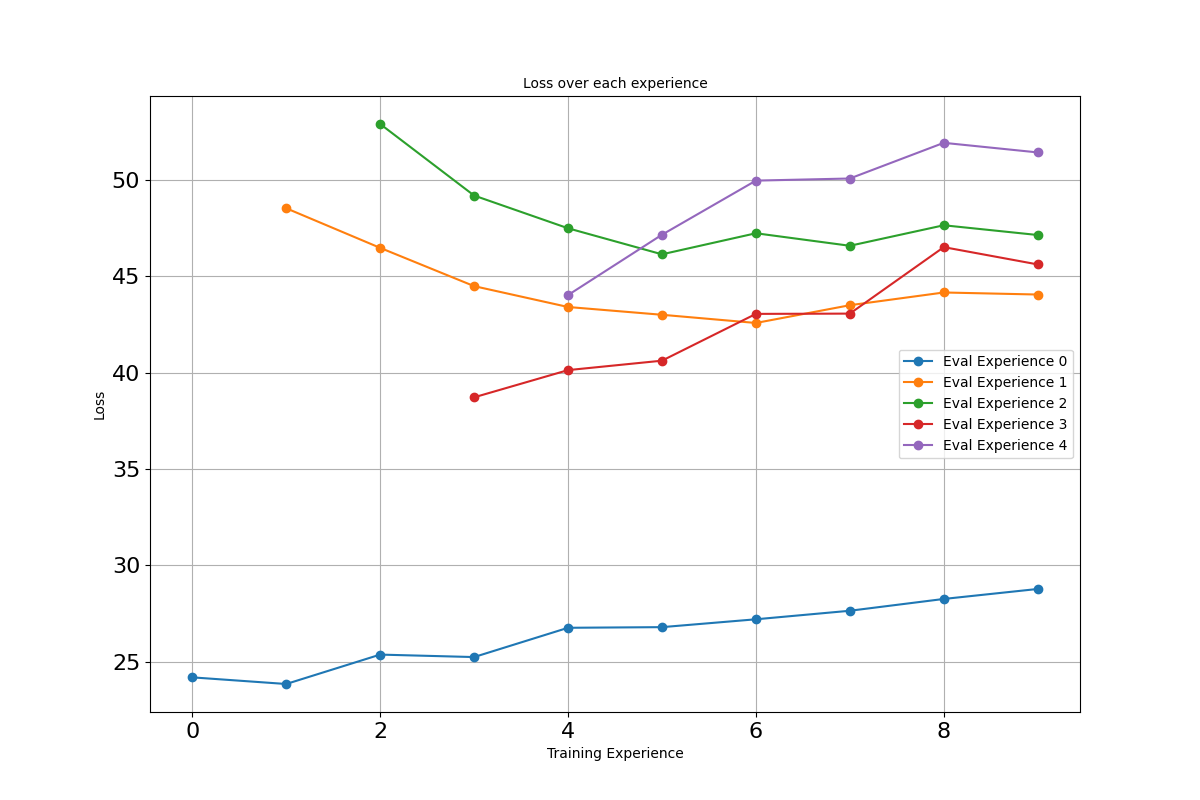 Loss over each experience
50
45
40
35
30
25
Loss
Eval Experience 0
Eval Experience 1
Eval Experience 2
Eval Experience 3
Eval Experience 4
0 2 4 6 8
Training Experience